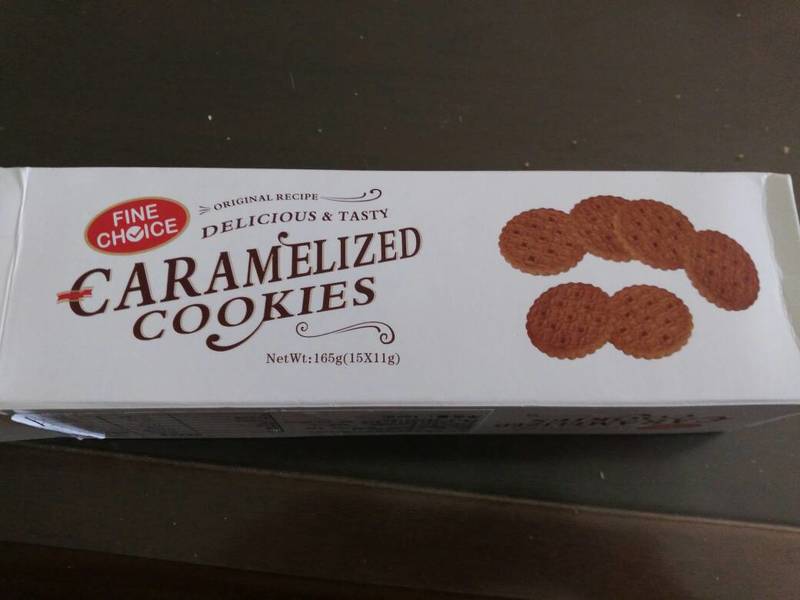 FINE
CHOICE
ORIGINAL RECIPE
DELICIOUS & TASTY
CARAMELIZED
COOKIES
NetWt:165g(15X11g)